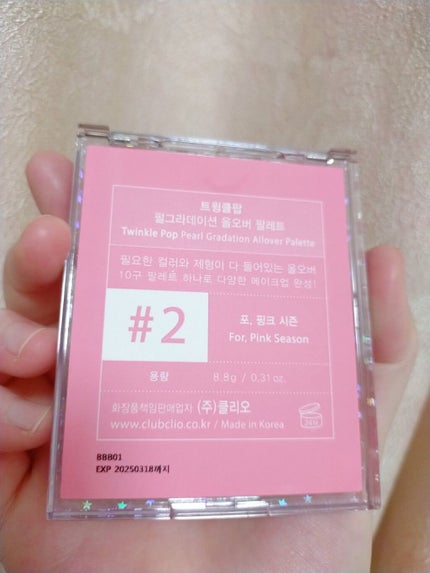 트윙클팝
펄그라데이션 올오버 팔레트
Twinkle Pop Pearl Gradation Allover Palette
필요한 컬러와 제형이 다 들어있는 올오버
10구 팔레트 하나로 다양한 메이크업 완성!
#2
포, 핑크 시즌
For, Pink Season
용량
8.8g / 0.31oz.
화장품책임판매업자 (주)클리오
www.clubclio.co.kr / Made in Korea
24M
BBB01
EXP 20250318까지